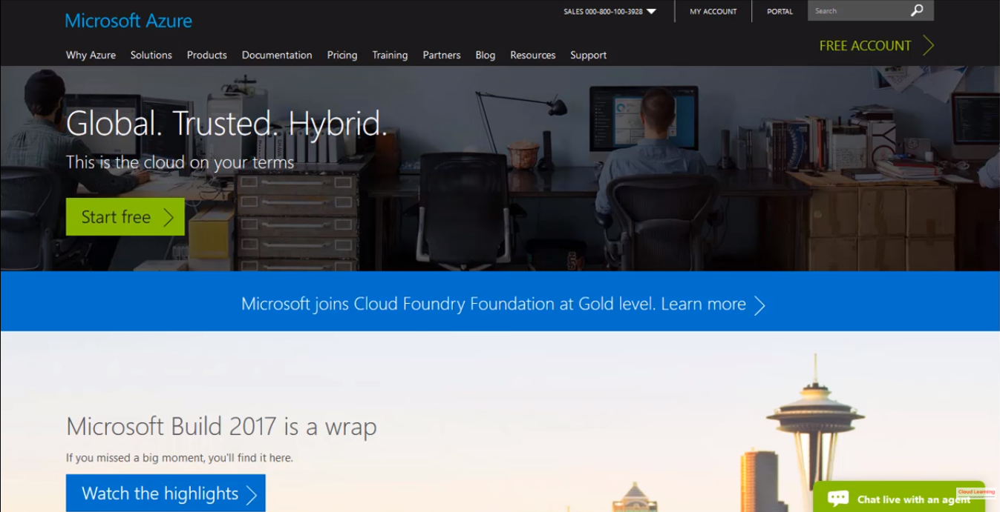 Microsoft Azure
SALES 000-800-100-3928
MY ACCOUNT
PORTAL
Search
Why Azure
Solutions
Products
Documentation
Pricing
Training
Partners
Blog
Resources
Support
FREE ACCOUNT
Global. Trusted. Hybrid.
This is the cloud on your terms
Start free
Microsoft joins Cloud Foundry Foundation at Gold level. Learn more
Microsoft Build 2017 is a wrap
If you missed a big moment, you'll find it here.
Watch the highlights
Chat live with an agent
Cloud Learning